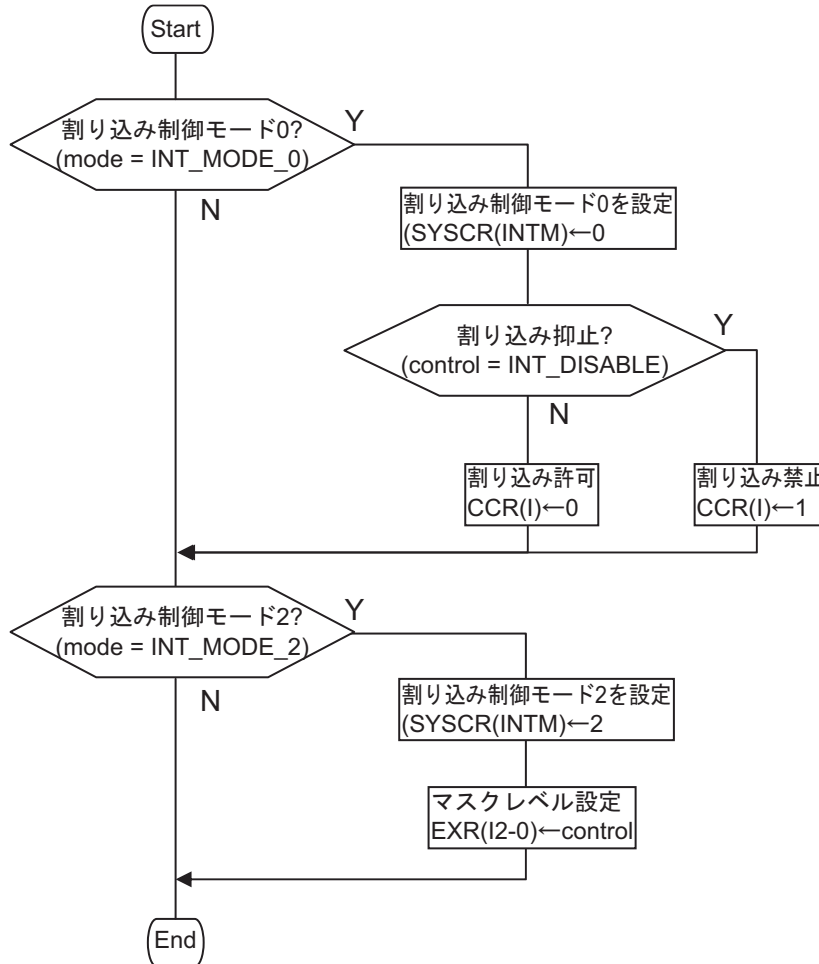 Start
割り込み制御モード0?
(mode = INT_MODE_0)
Y
N
割り込み制御モード0を設定
(SYSCR(INTM)←0
割り込み抑止?
(control = INT_DISABLE)
Y
N
割り込み許可
CCR(I)←0
割り込み禁止
CCR(I)←1
割り込み制御モード2?
(mode = INT_MODE_2)
Y
N
割り込み制御モード2を設定
(SYSCR(INTM)←2
マスクレベル設定
EXR(I2-0)←control
End